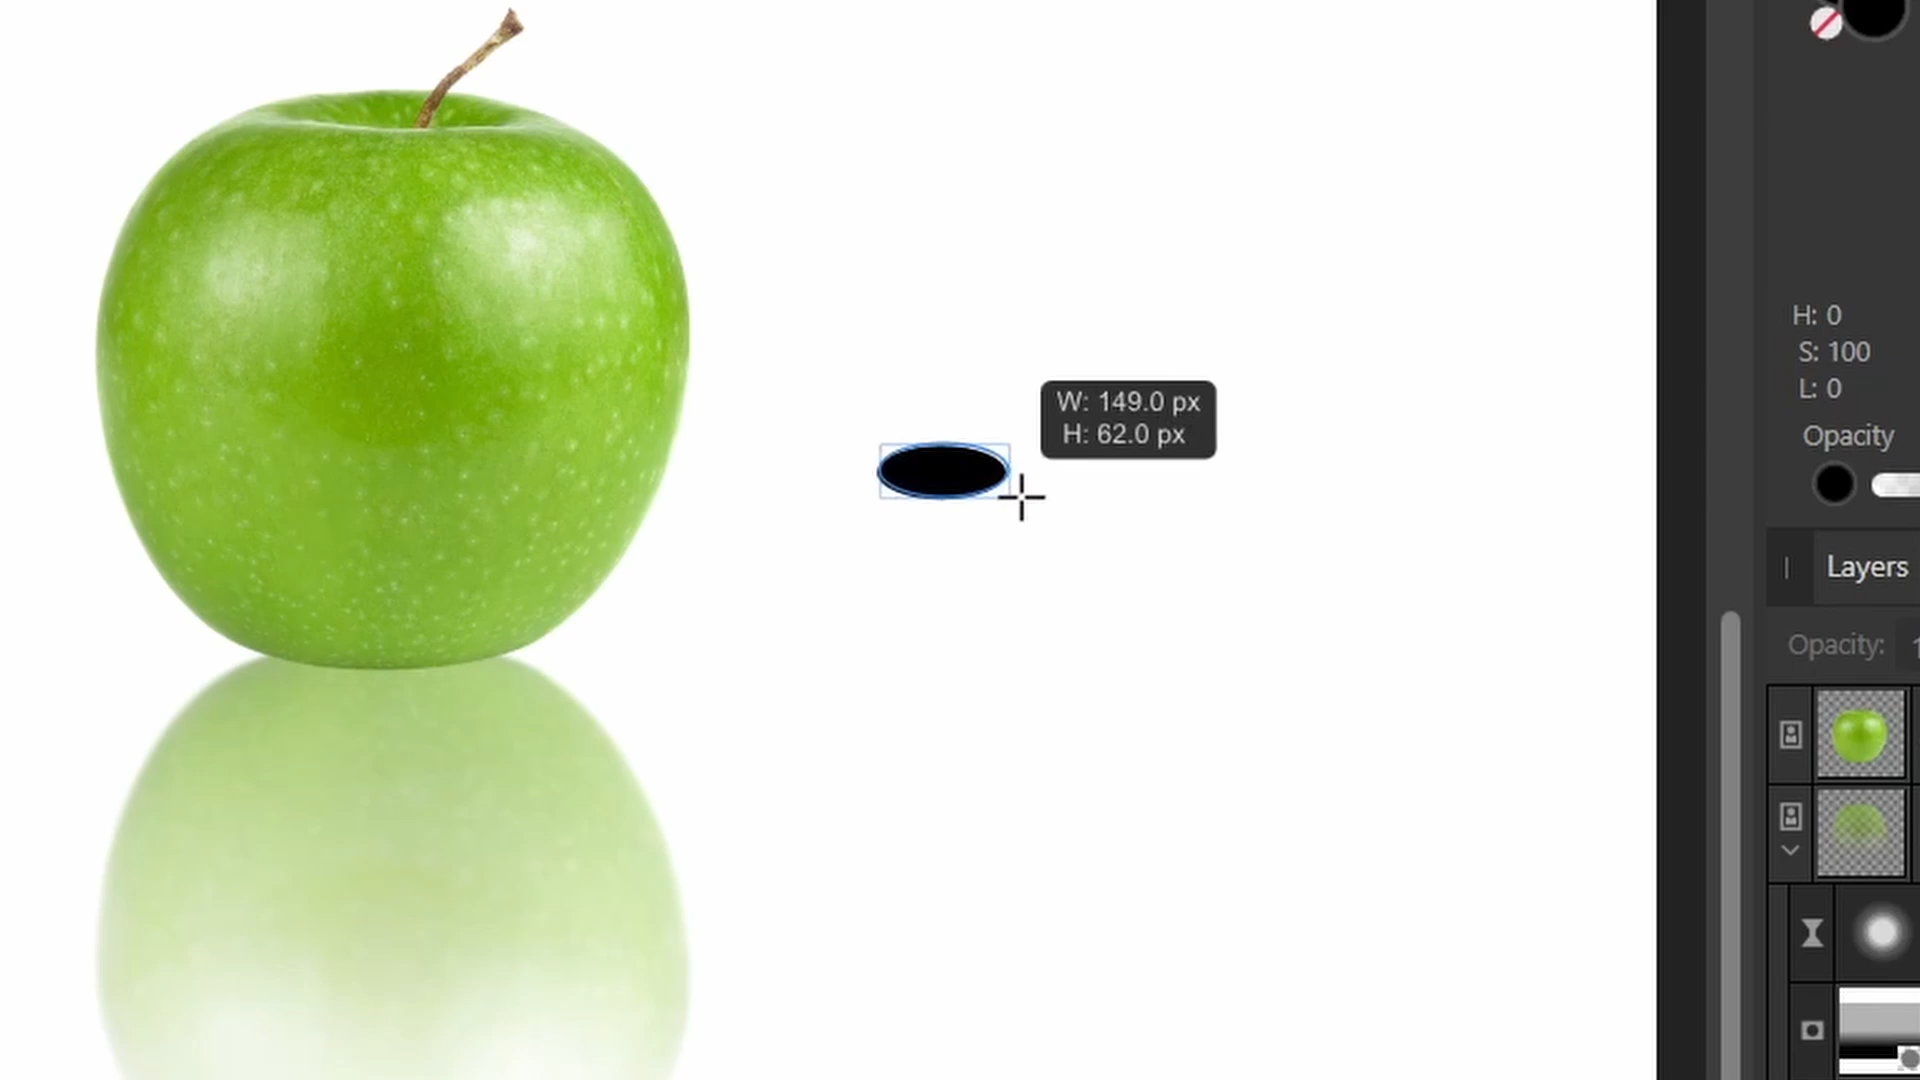 W: 149.0 px
H: 62.0 px
H: 0
S: 100
L: 0
Opacity
Layers
Opacity: